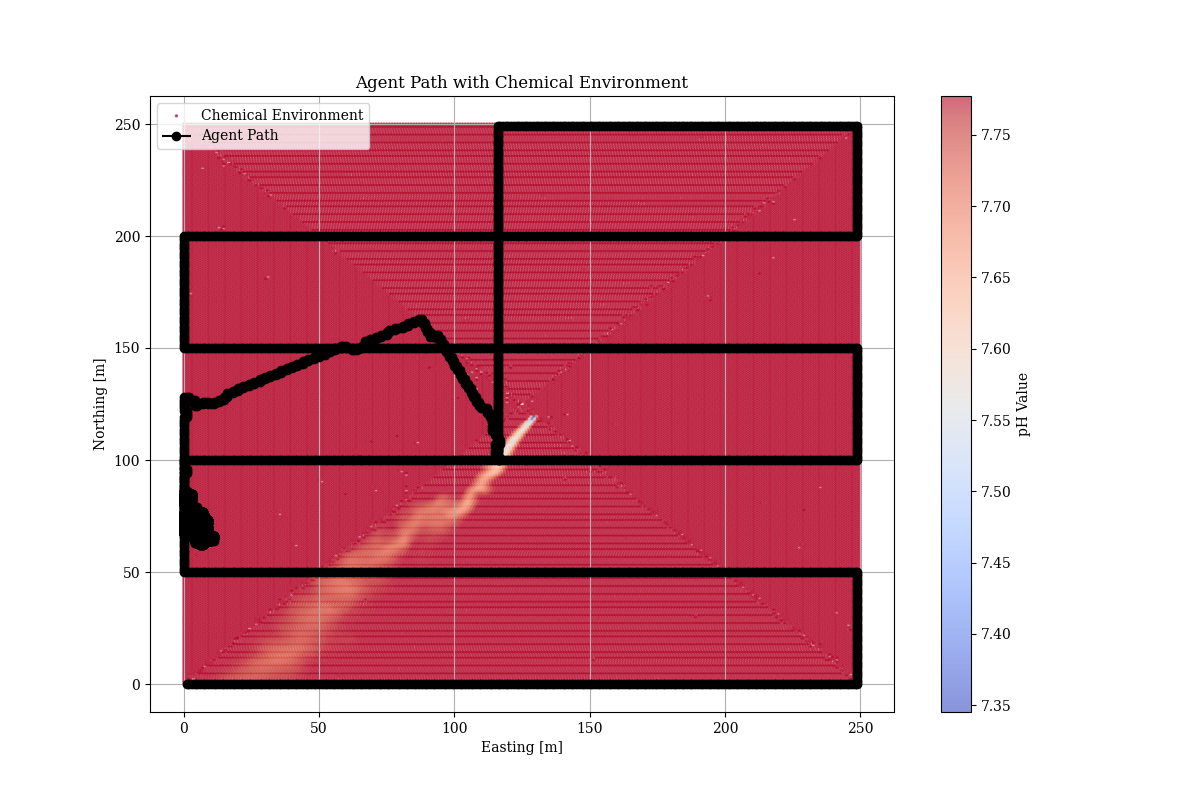 Agent Path with Chemical Environment
Chemical Environment
Agent Path
250
200
150
100
50
0
Northing [m]
0 50 100 150 200 250
Easting [m]
7.75
7.70
7.65
7.60
7.55
7.50
7.45
7.40
7.35
pH Value